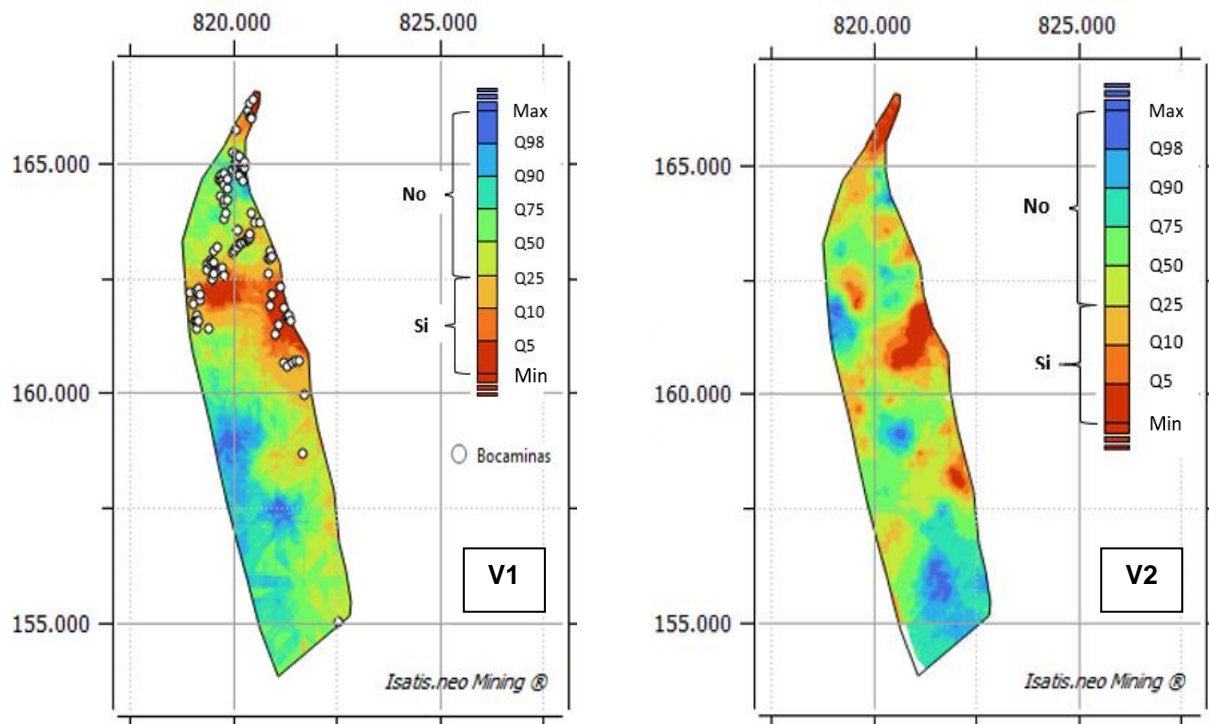 820.000 825.000
165.000
160.000
155.000
Max
Q98
Q90
Q75
Q50
Q25
Q10
Q5
Min
No
Si
Bocaminas
V1
Isatis.neo Mining ®
820.000 825.000
165.000
160.000
155.000
Max
Q98
Q90
Q75
Q50
Q25
Q10
Q5
Min
No
Si
V2
Isatis.neo Mining ®